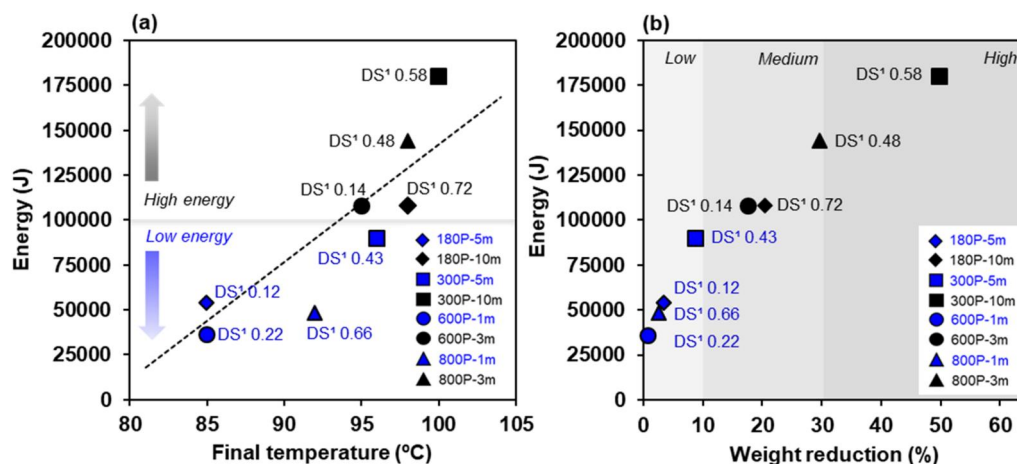 (a)
200000
175000
150000
125000
100000
75000
50000
25000
0
Energy (J)
80
85
90
95
100
105
Final temperature (ºC)
High energy
Low energy
DS¹ 0.58
DS¹ 0.48
DS¹ 0.14
DS¹ 0.72
DS¹ 0.43
DS¹ 0.12
DS¹ 0.22
DS¹ 0.66
180P-5m
180P-10m
300P-5m
300P-10m
600P-1m
600P-3m
800P-1m
800P-3m
(b)
200000
175000
150000
125000
100000
75000
50000
25000
0
Energy (J)
0
10
20
30
40
50
60
Weight reduction (%)
Low
Medium
High
DS¹ 0.58
DS¹ 0.48
DS¹ 0.14
DS¹ 0.72
DS¹ 0.43
DS¹ 0.12
DS¹ 0.66
DS¹ 0.22
180P-5m
180P-10m
300P-5m
300P-10m
600P-1m
600P-3m
800P-1m
800P-3m